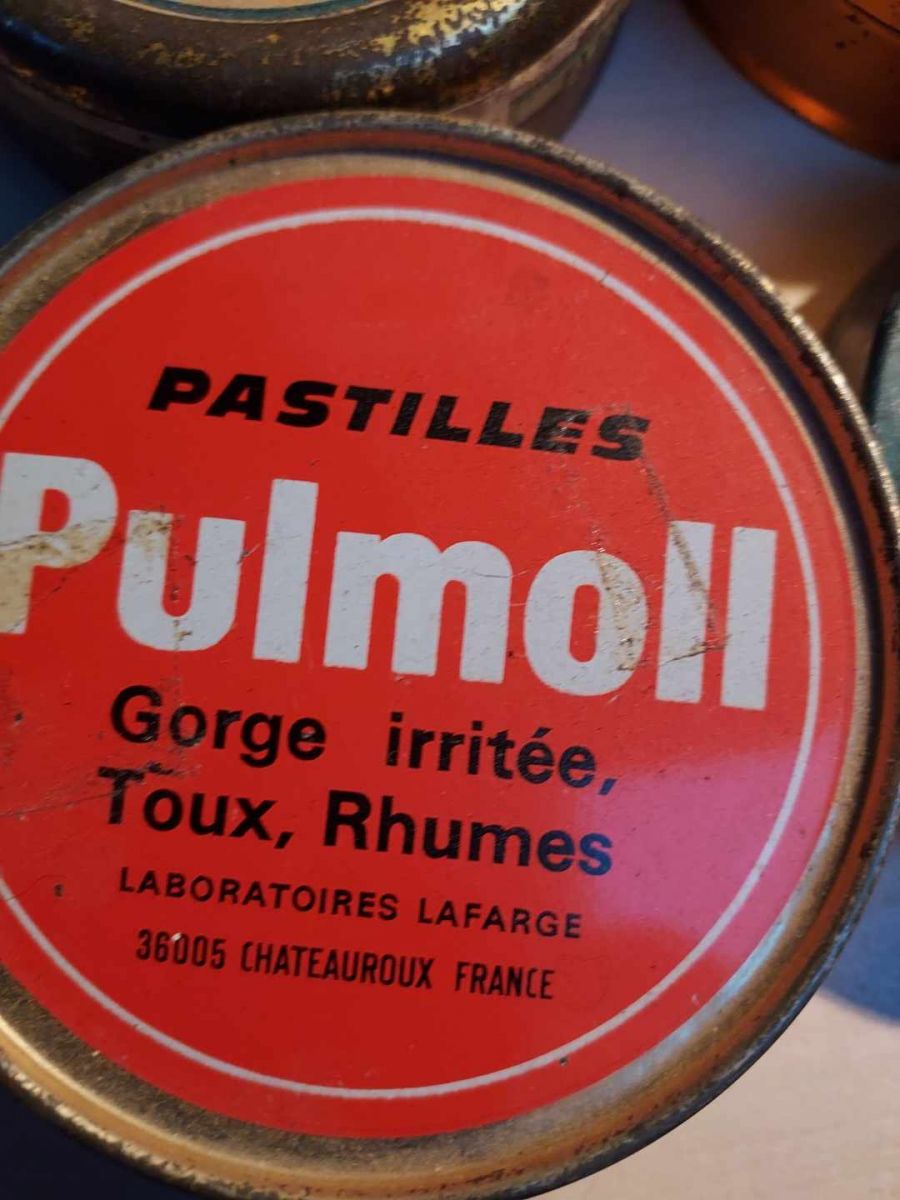 PASTILLES
Pulmoll
Gorge irritée,
Toux, Rhumes
LABORATOIRES LAFARGE
36005 CHATEAUROUX FRANCE